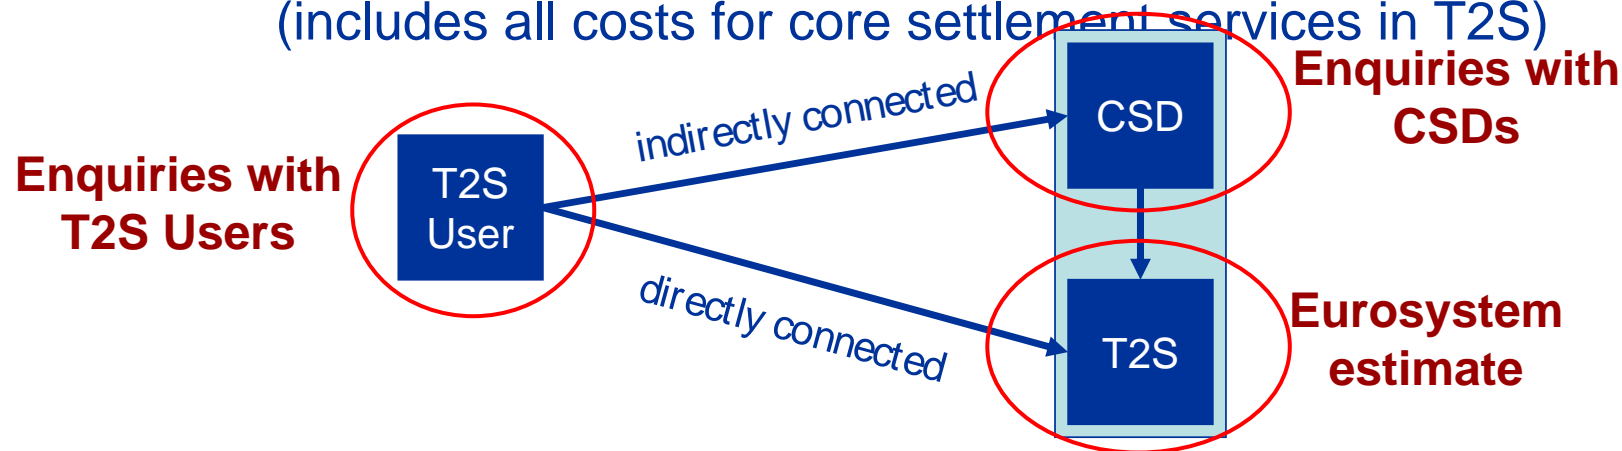 (includes all costs for core settlement services in T2S)
Enquiries with
CSDs
CSD
indirectly connected
Enquiries with
T2S Users
T2S
User
directly connected
T2S
Eurosystem
estimate